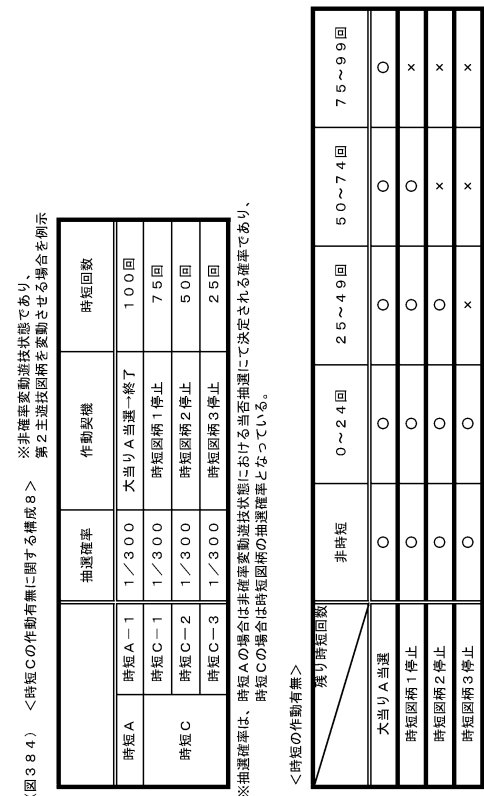 (図384) <時短Cの作動有無に関する構成8> ※非確率変動遊技状態であり、
第2主遊技図柄を変動させる場合を例示
抽選確率 作動契機 時短回数
時短A 時短A－1 1/300 大当りA当選→終了 100回
時短C 時短C－1 1/300 時短図柄1停止 75回
時短C－2 1/300 時短図柄2停止 50回
時短C－3 1/300 時短図柄3停止 25回
※抽選確率は、時短Aの場合は非確率変動遊技状態における当否抽選にて決定される確率であり、
時短Cの場合は時短図柄の抽選確率となっている。
<時短の作動有無>
残り時短回数 非時短 0～24回 25～49回 50～74回 75～99回
大当りA当選 ○ ○ ○ ○ ○
時短図柄1停止 ○ ○ ○ ○ ×
時短図柄2停止 ○ ○ ○ × ×
時短図柄3停止 ○ ○ × × ×